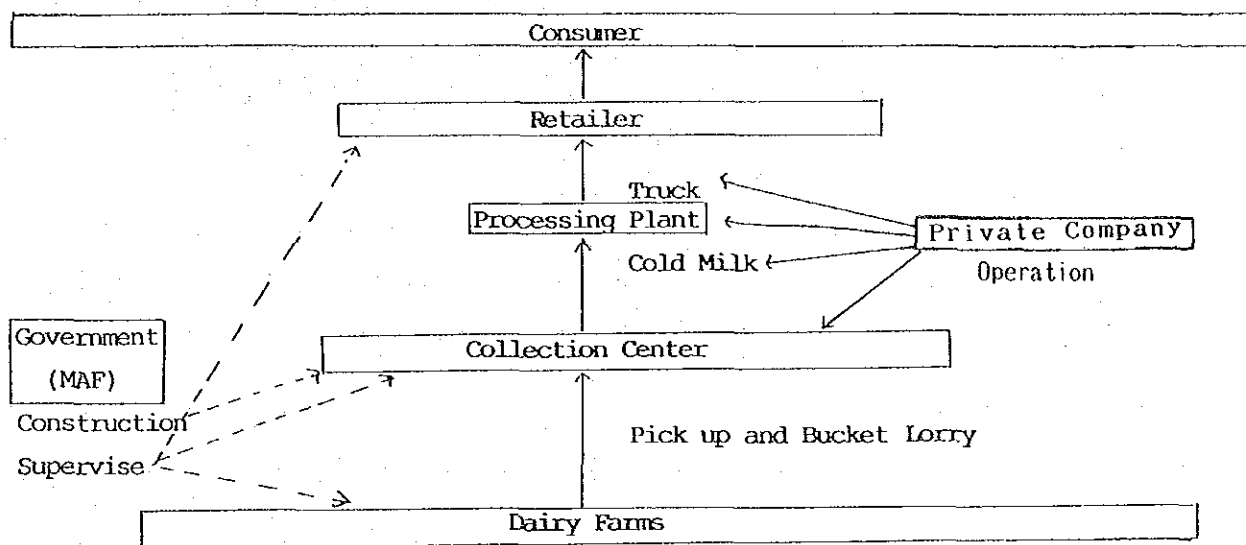 Consumer
Retailer
Truck
Processing Plant
Private Company
Cold Milk
Operation
Government
(MAF)
Collection Center
Construction
Pick up and Bucket Lorry
Supervise
Dairy Farms